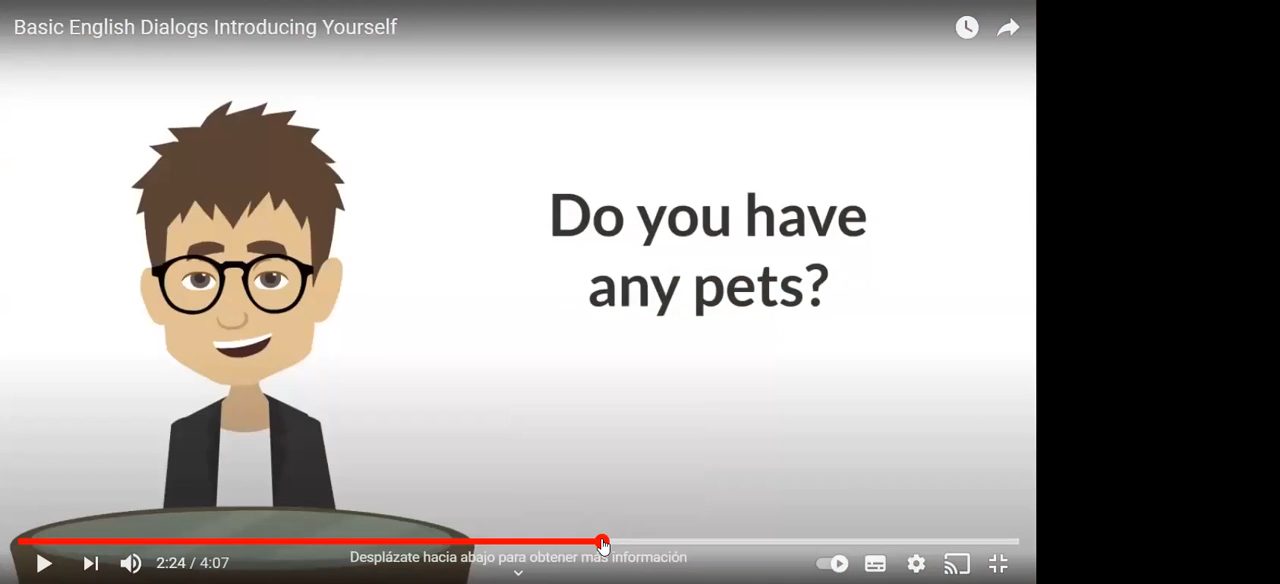 Basic English Dialogs Introducing Yourself
Do you have
any pets?
Desplázate hacia abajo para obtener más información
2:24 / 4:07